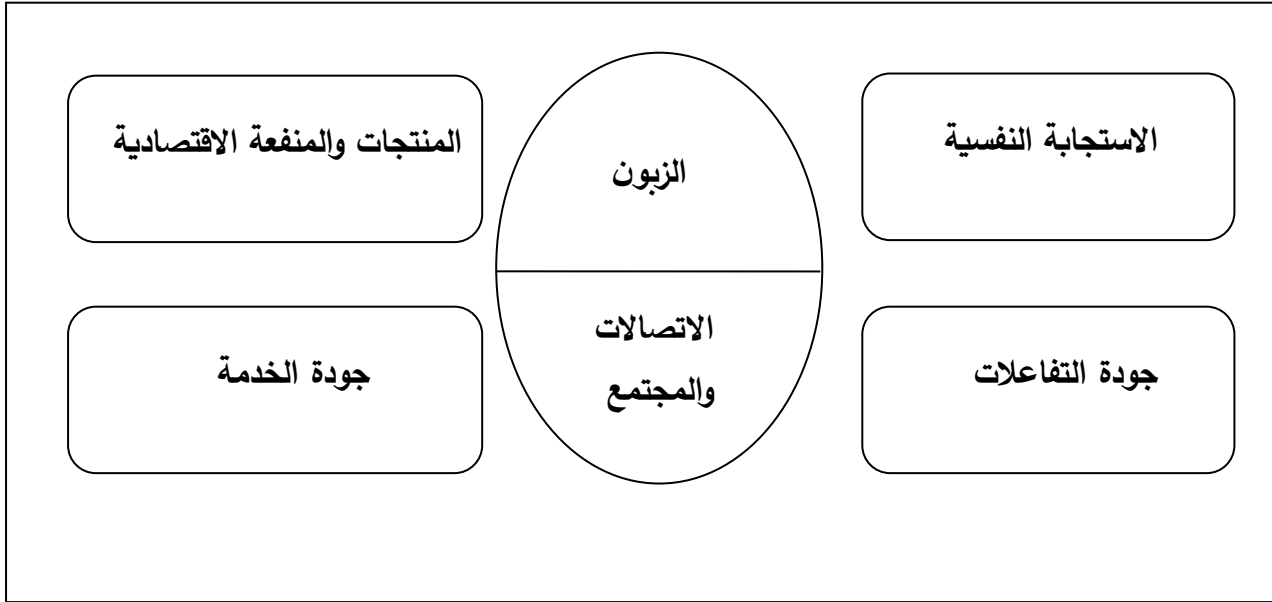 الاستجابة النفسية
الزبون
المنتجات والمنفعة الاقتصادية
جودة التفاعلات
الاتصالات
والمجتمع
جودة الخدمة